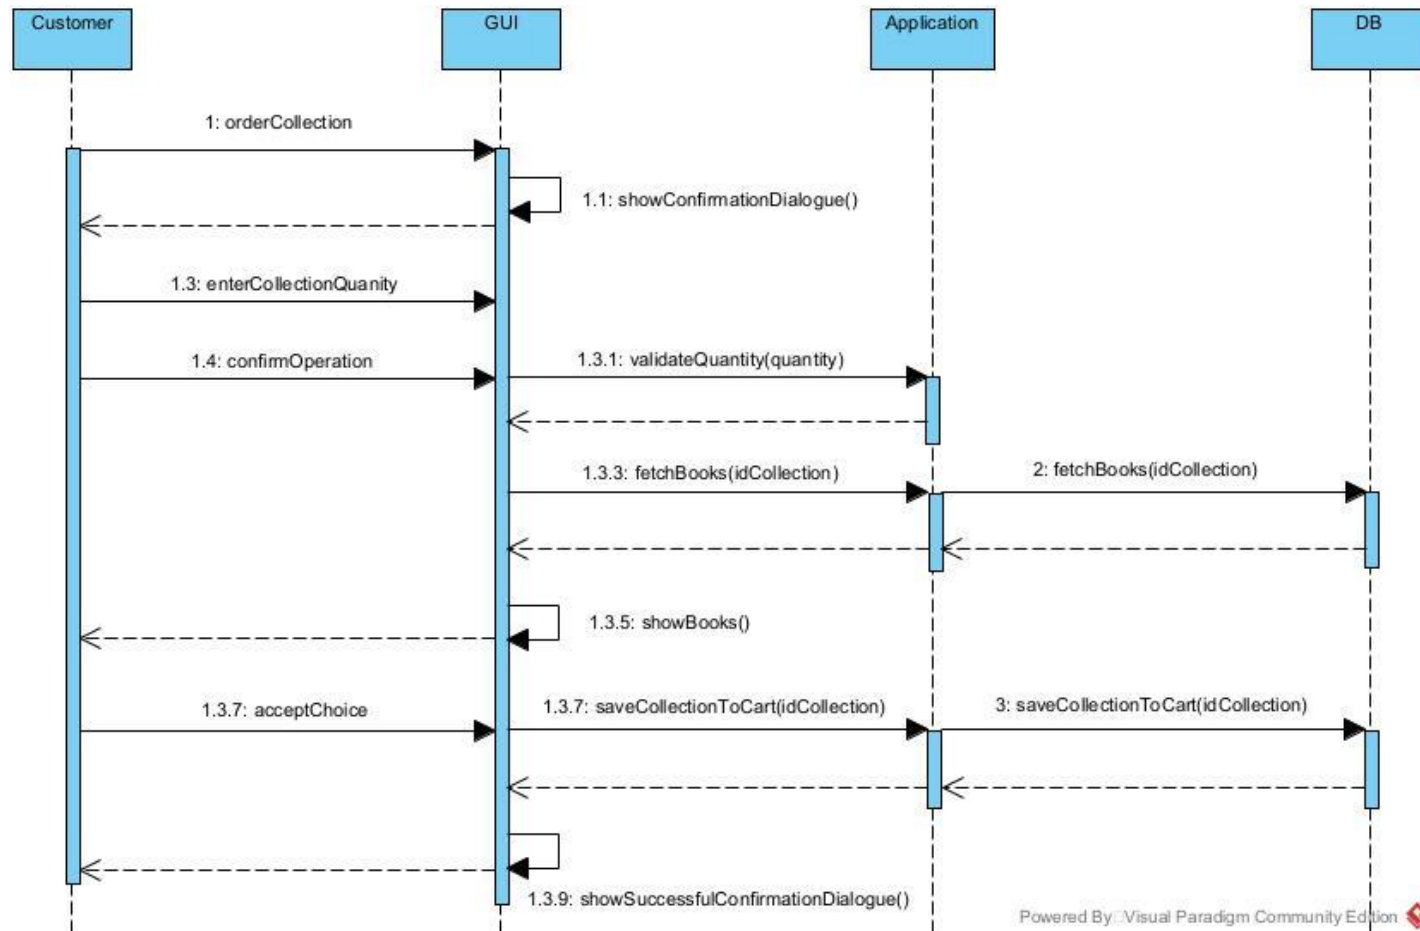 Customer
GUI
Application
DB
1: orderCollection
1.1: showConfirmationDialogue()
1.3: enterCollectionQuanity
1.4: confirmOperation
1.3.1: validateQuantity(quantity)
1.3.3: fetchBooks(idCollection)
2: fetchBooks(idCollection)
1.3.5: showBooks()
1.3.7: acceptChoice
1.3.7: saveCollectionToCart(idCollection)
3: saveCollectionToCart(idCollection)
1.3.9: showSuccessfulConfirmationDialogue()
Powered By Visual Paradigm Community Edition